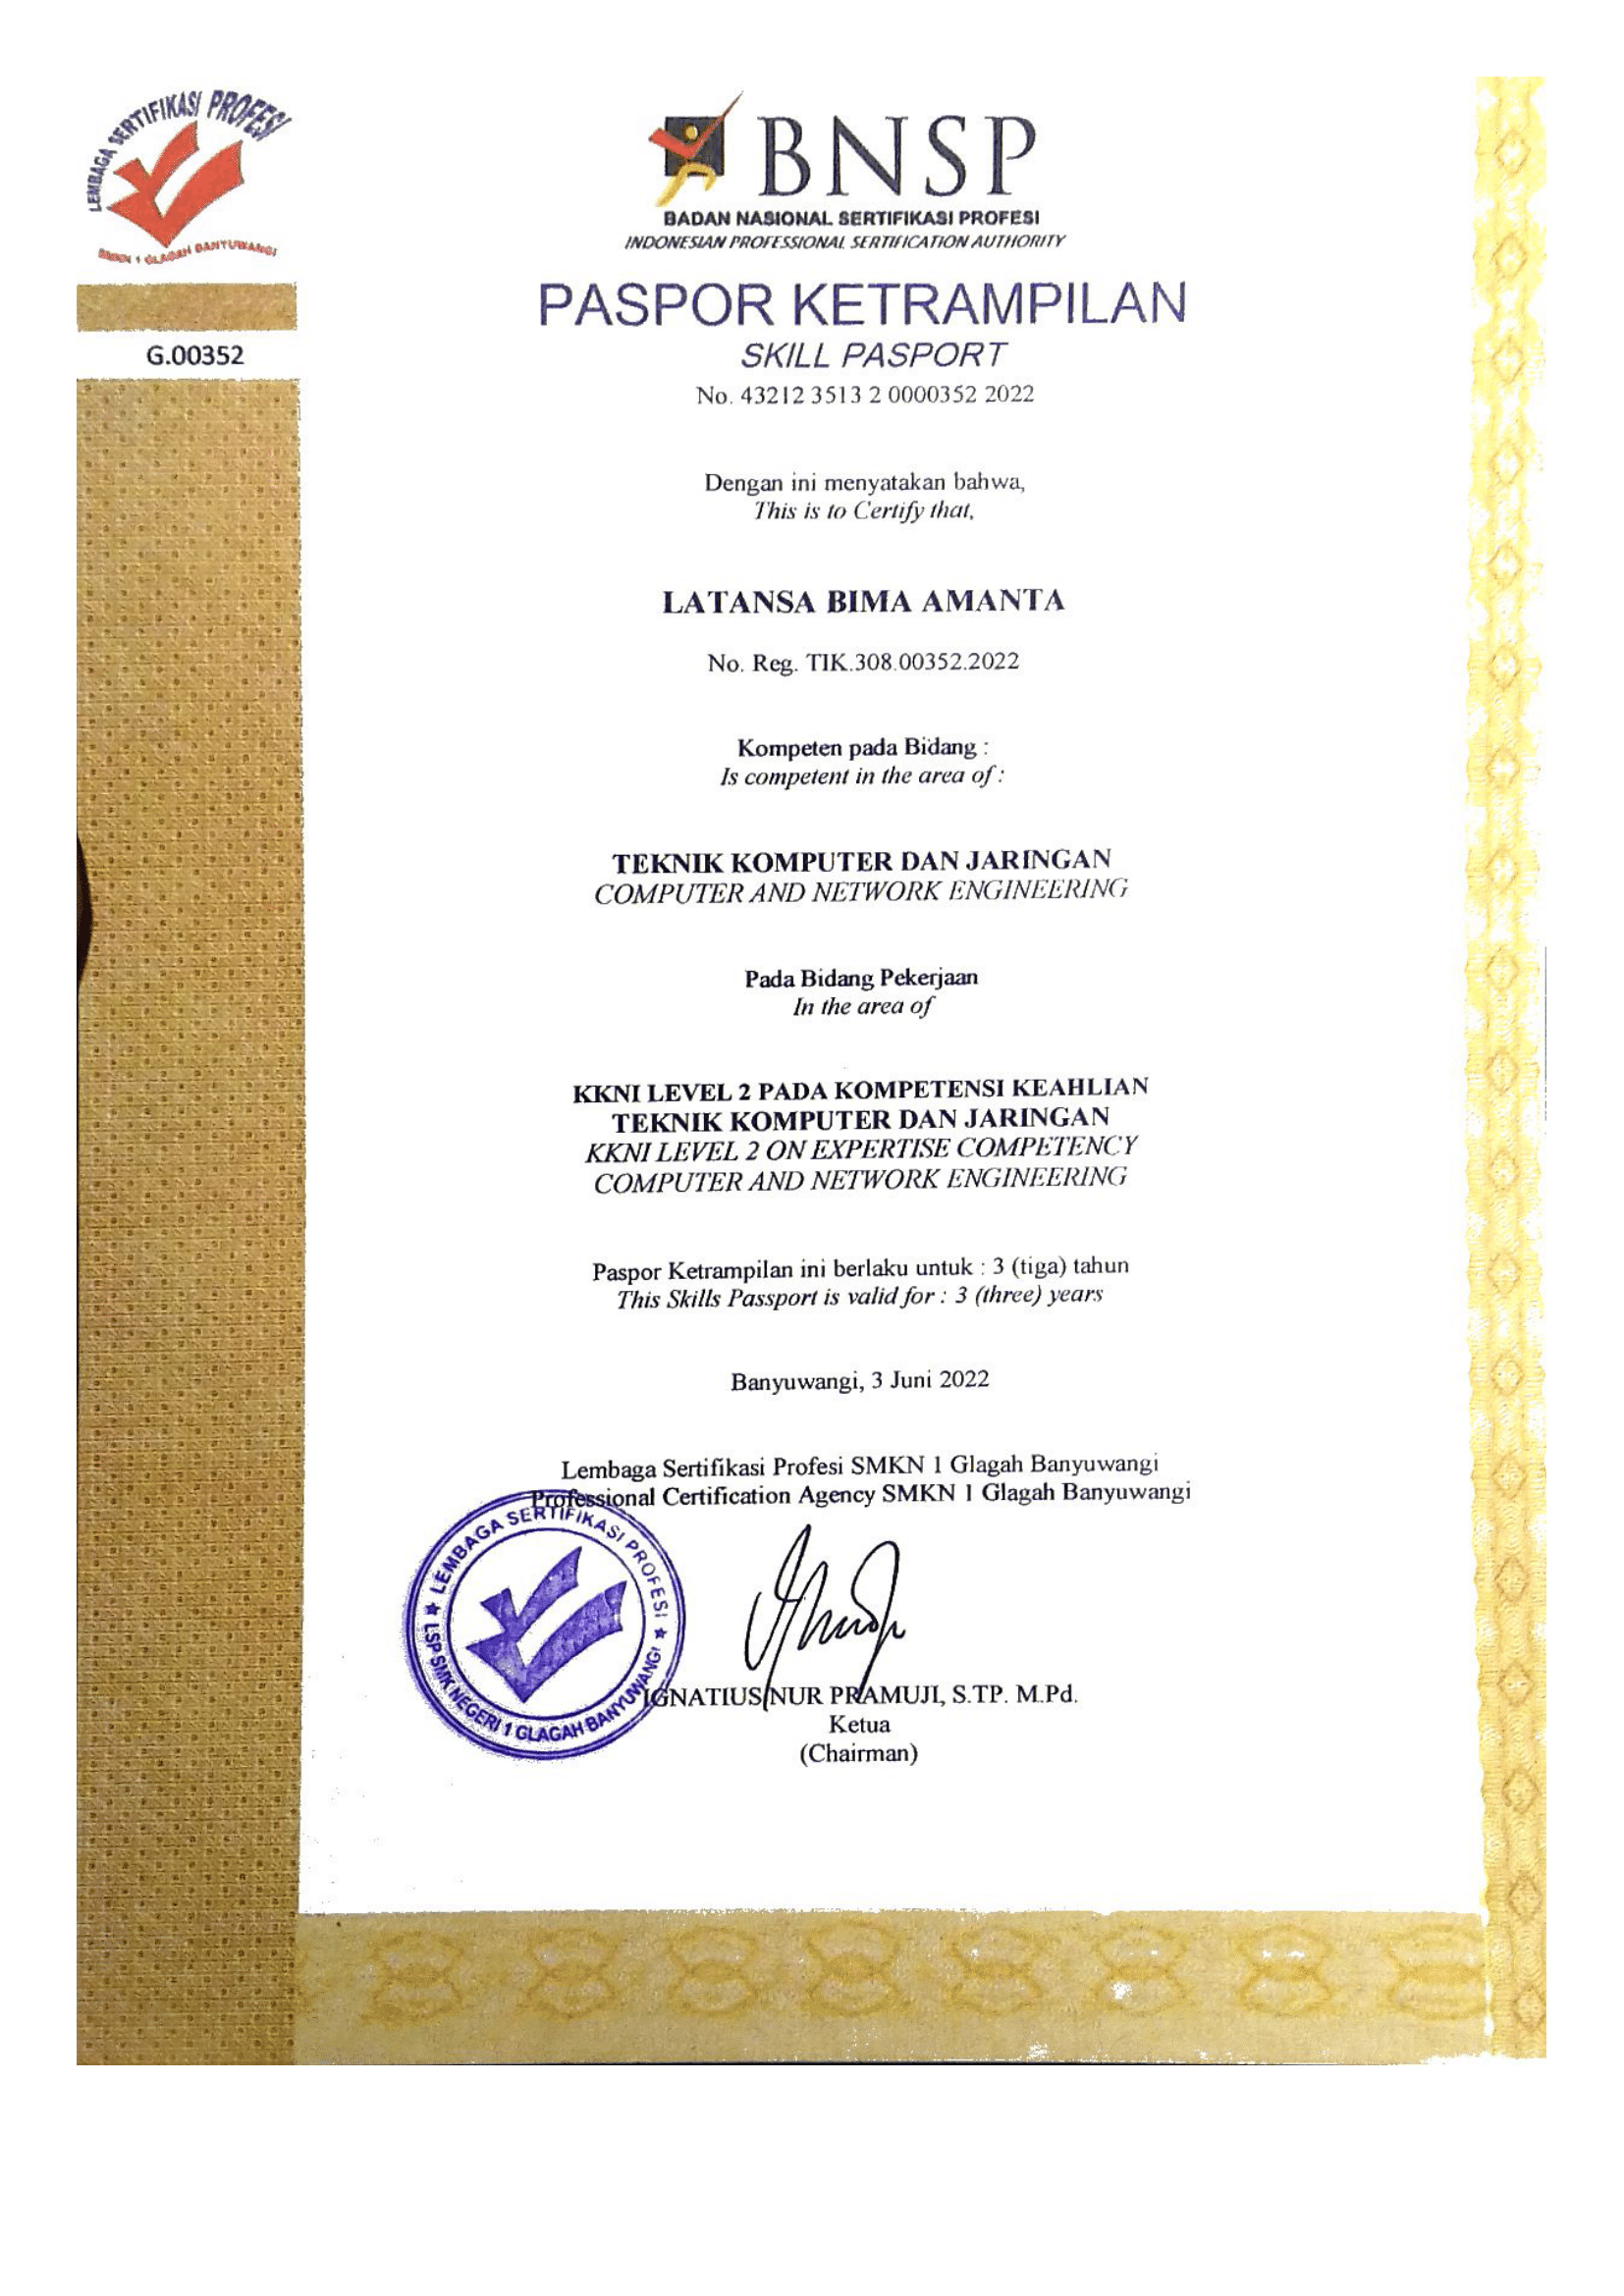 LEMBAGA SERTIFIKASI PROFESI
SMKN 1 GLAGAH BANYUWANGI
G.00352
BNSP
BADAN NASIONAL SERTIFIKASI PROFESI
INDONESIAN PROFESSIONAL SERTIFICATION AUTHORITY
PASPOR KETRAMPILAN
SKILL PASPORT
No. 43212 3513 2 0000352 2022
Dengan ini menyatakan bahwa,
This is to Certify that,
LATANSA BIMA AMANTA
No. Reg. TIK.308.00352.2022
Kompeten pada Bidang :
Is competent in the area of :
TEKNIK KOMPUTER DAN JARINGAN
COMPUTER AND NETWORK ENGINEERING
Pada Bidang Pekerjaan
In the area of
KKNI LEVEL 2 PADA KOMPETENSI KEAHLIAN
TEKNIK KOMPUTER DAN JARINGAN
KKNI LEVEL 2 ON EXPERTISE COMPETENCY
COMPUTER AND NETWORK ENGINEERING
Paspor Ketrampilan ini berlaku untuk : 3 (tiga) tahun
This Skills Passport is valid for : 3 (three) years
Banyuwangi, 3 Juni 2022
Lembaga Sertifikasi Profesi SMKN 1 Glagah Banyuwangi
Professional Certification Agency SMKN 1 Glagah Banyuwangi
LEMBAGA SERTIFIKASI PROFESI
LSP SMK NEGERI 1 GLAGAH BANYUWANGI
IGNATIUS NUR PRAMUJI, S.TP. M.Pd.
Ketua
(Chairman)